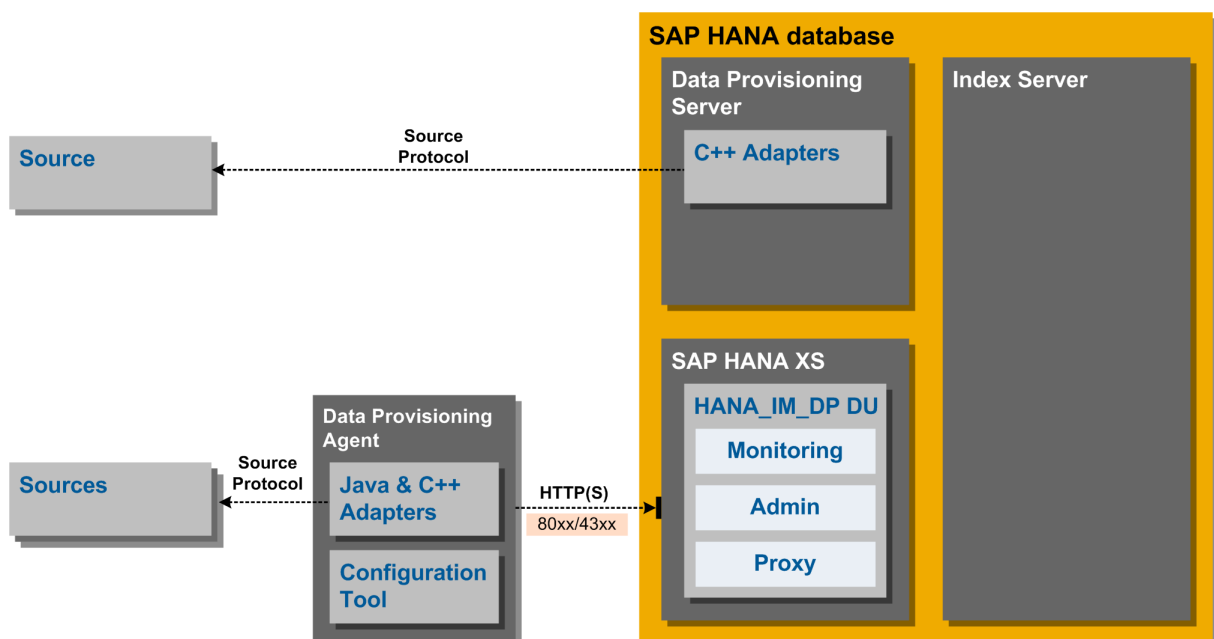 SAP HANA database
Data Provisioning
Server
Index Server
Source
Source
Protocol
C++ Adapters
SAP HANA XS
HANA_IM_DP DU
Monitoring
Admin
Proxy
Data Provisioning
Agent
Sources
Source
Protocol
Java & C++
Adapters
HTTP(S)
80xx/43xx
Configuration
Tool